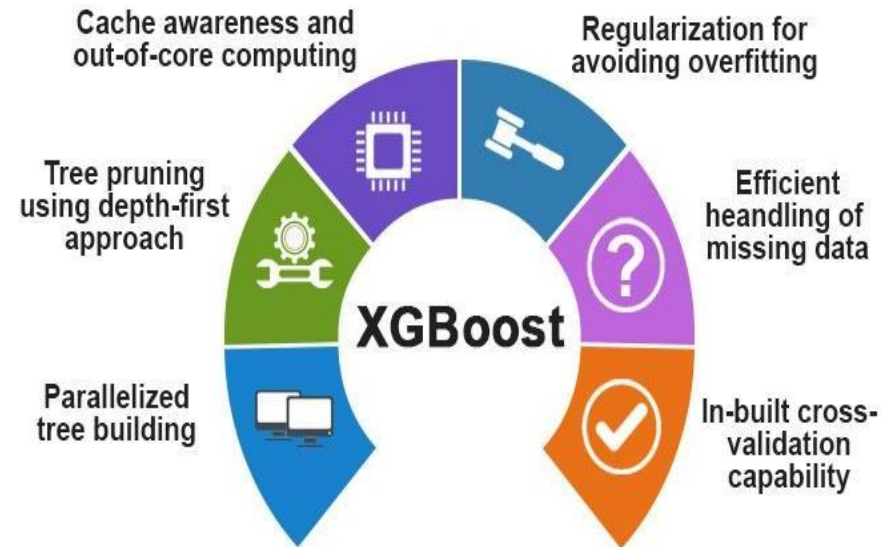 Cache awareness and
out-of-core computing
Regularization for
avoiding overfitting
Tree pruning
using depth-first
approach
Efficient
heandling of
missing data
XGBoost
Parallelized
tree building
In-built cross-
validation
capability